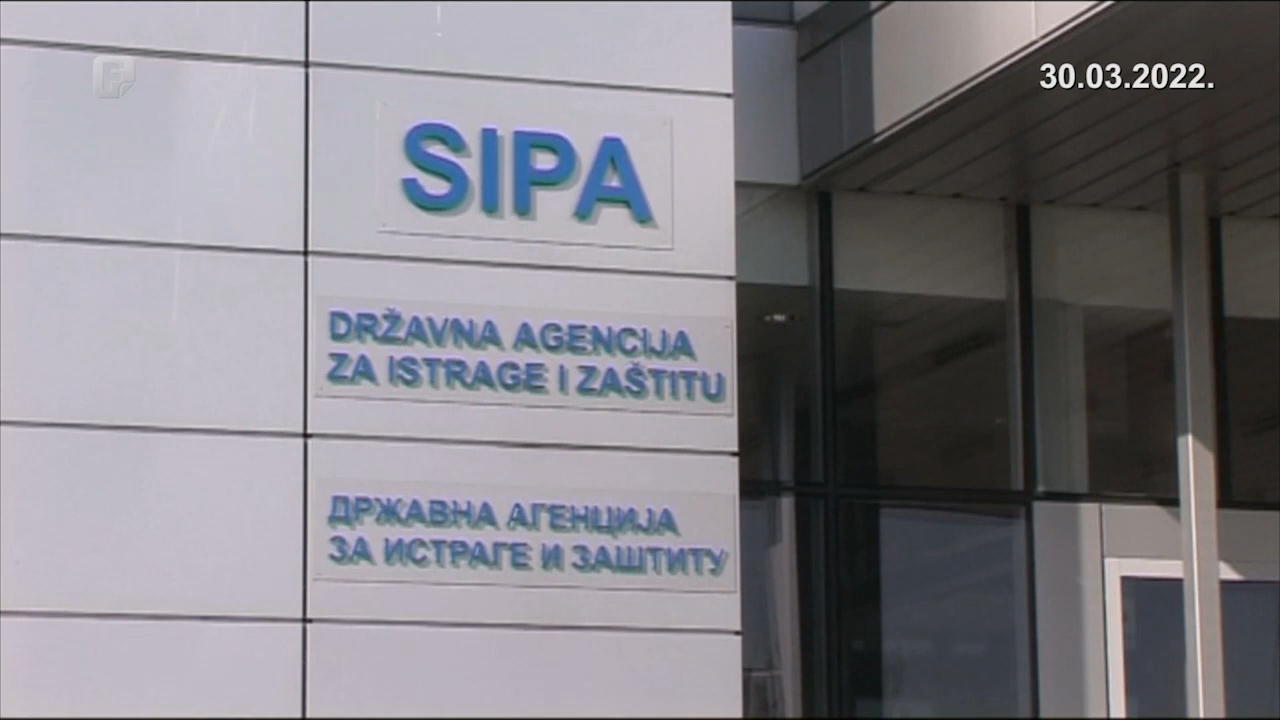 30.03.2022.
SIPA
DRŽAVNA AGENCIJA
ZA ISTRAGE I ZAŠTITU
ДРЖАВНА АГЕНЦИЈА
ЗА ИСТРАГЕ И ЗАШТИТУ